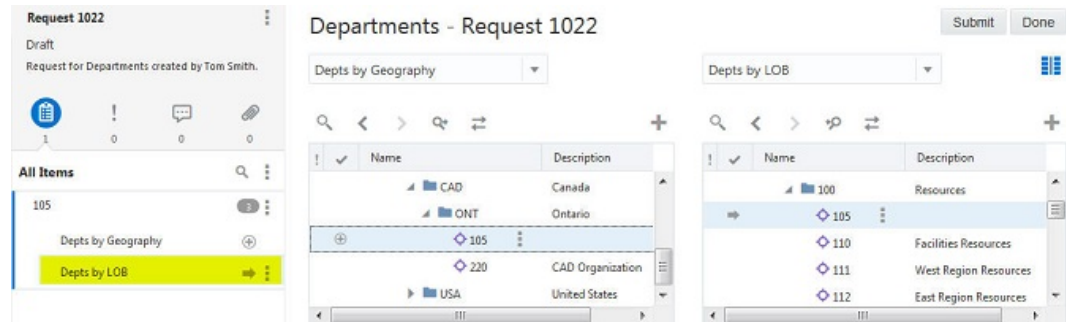 Request 1022
Draft
Request for Departments created by Tom Smith.
! 
1 0 0 0
All Items
105
Depts by Geography
Depts by LOB
Departments - Request 1022
Submit Done
Depts by Geography
Depts by LOB
! Name Description
CAD Canada
ONT Ontario
105
220 CAD Organization
USA United States
! Name Description
100 Resources
105
110 Facilities Resources
111 West Region Resources
112 East Region Resources